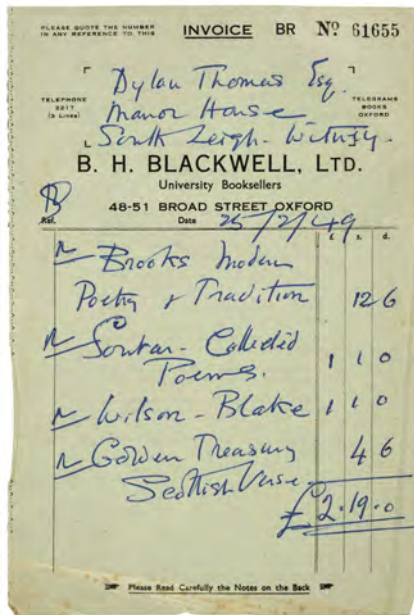 PLEASE QUOTE THE NUMBER IN ANY REFERENCE TO THIS
INVOICE BR No 61655
Dylan Thomas Esq.
Manor House
South Leigh. Witney.
TELEPHONE 2217 (3 Lines)
TELEGRAMS BOOKS OXFORD
B. H. BLACKWELL, LTD.
University Booksellers
48-51 BROAD STREET OXFORD
Ref. Date 25/2/49
£ s. d.
N Brooks Modern
Poetry & Tradition 12 6
N Soutar - Collected
Poems. 1 1 0
N Wilson - Blake 1 1 0
N Golden Treasury 4 6
Scottish Verse
£2.19.0
Please Read Carefully the Notes on the Back